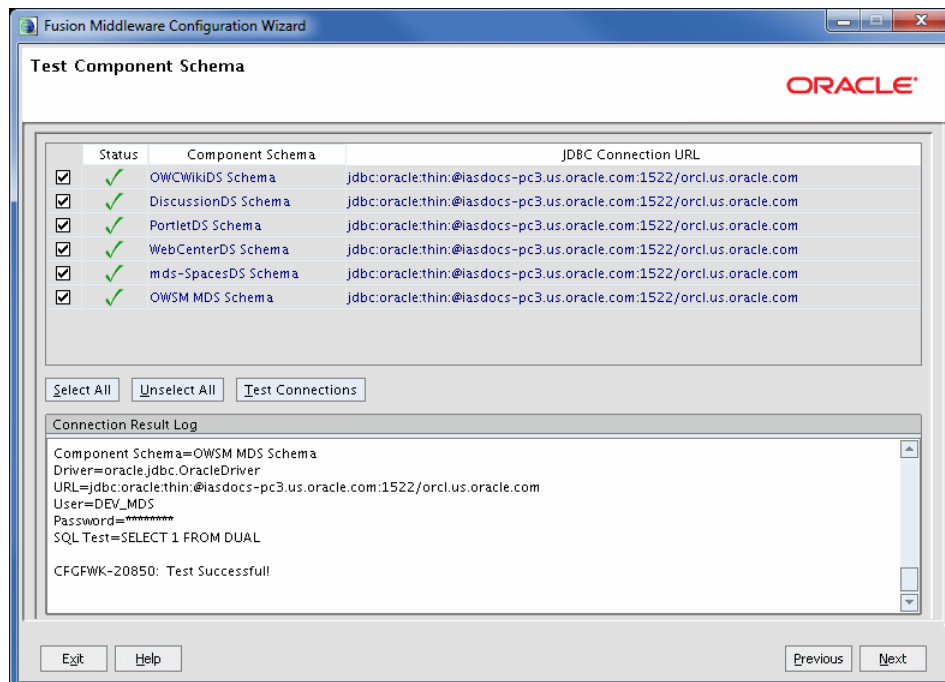 Fusion Middleware Configuration Wizard
Test Component Schema
ORACLE
Status Component Schema JDBC Connection URL
OWCWikiDS Schema jdbc:oracle:thin:@iasdocs-pc3.us.oracle.com:1522/orcl.us.oracle.com
DiscussionDS Schema jdbc:oracle:thin:@iasdocs-pc3.us.oracle.com:1522/orcl.us.oracle.com
PortletDS Schema jdbc:oracle:thin:@iasdocs-pc3.us.oracle.com:1522/orcl.us.oracle.com
WebCenterDS Schema jdbc:oracle:thin:@iasdocs-pc3.us.oracle.com:1522/orcl.us.oracle.com
mds-SpacesDS Schema jdbc:oracle:thin:@iasdocs-pc3.us.oracle.com:1522/orcl.us.oracle.com
OWSM MDS Schema jdbc:oracle:thin:@iasdocs-pc3.us.oracle.com:1522/orcl.us.oracle.com
Select All Unselect All Test Connections
Connection Result Log
Component Schema=OWSM MDS Schema
Driver=oracle.jdbc.OracleDriver
URL=jdbc:oracle:thin:@iasdocs-pc3.us.oracle.com:1522/orcl.us.oracle.com
User=DEV_MDS
Password=********
SQL Test=SELECT 1 FROM DUAL
CFGFWK-20850: Test Successful!
Exit Help Previous Next